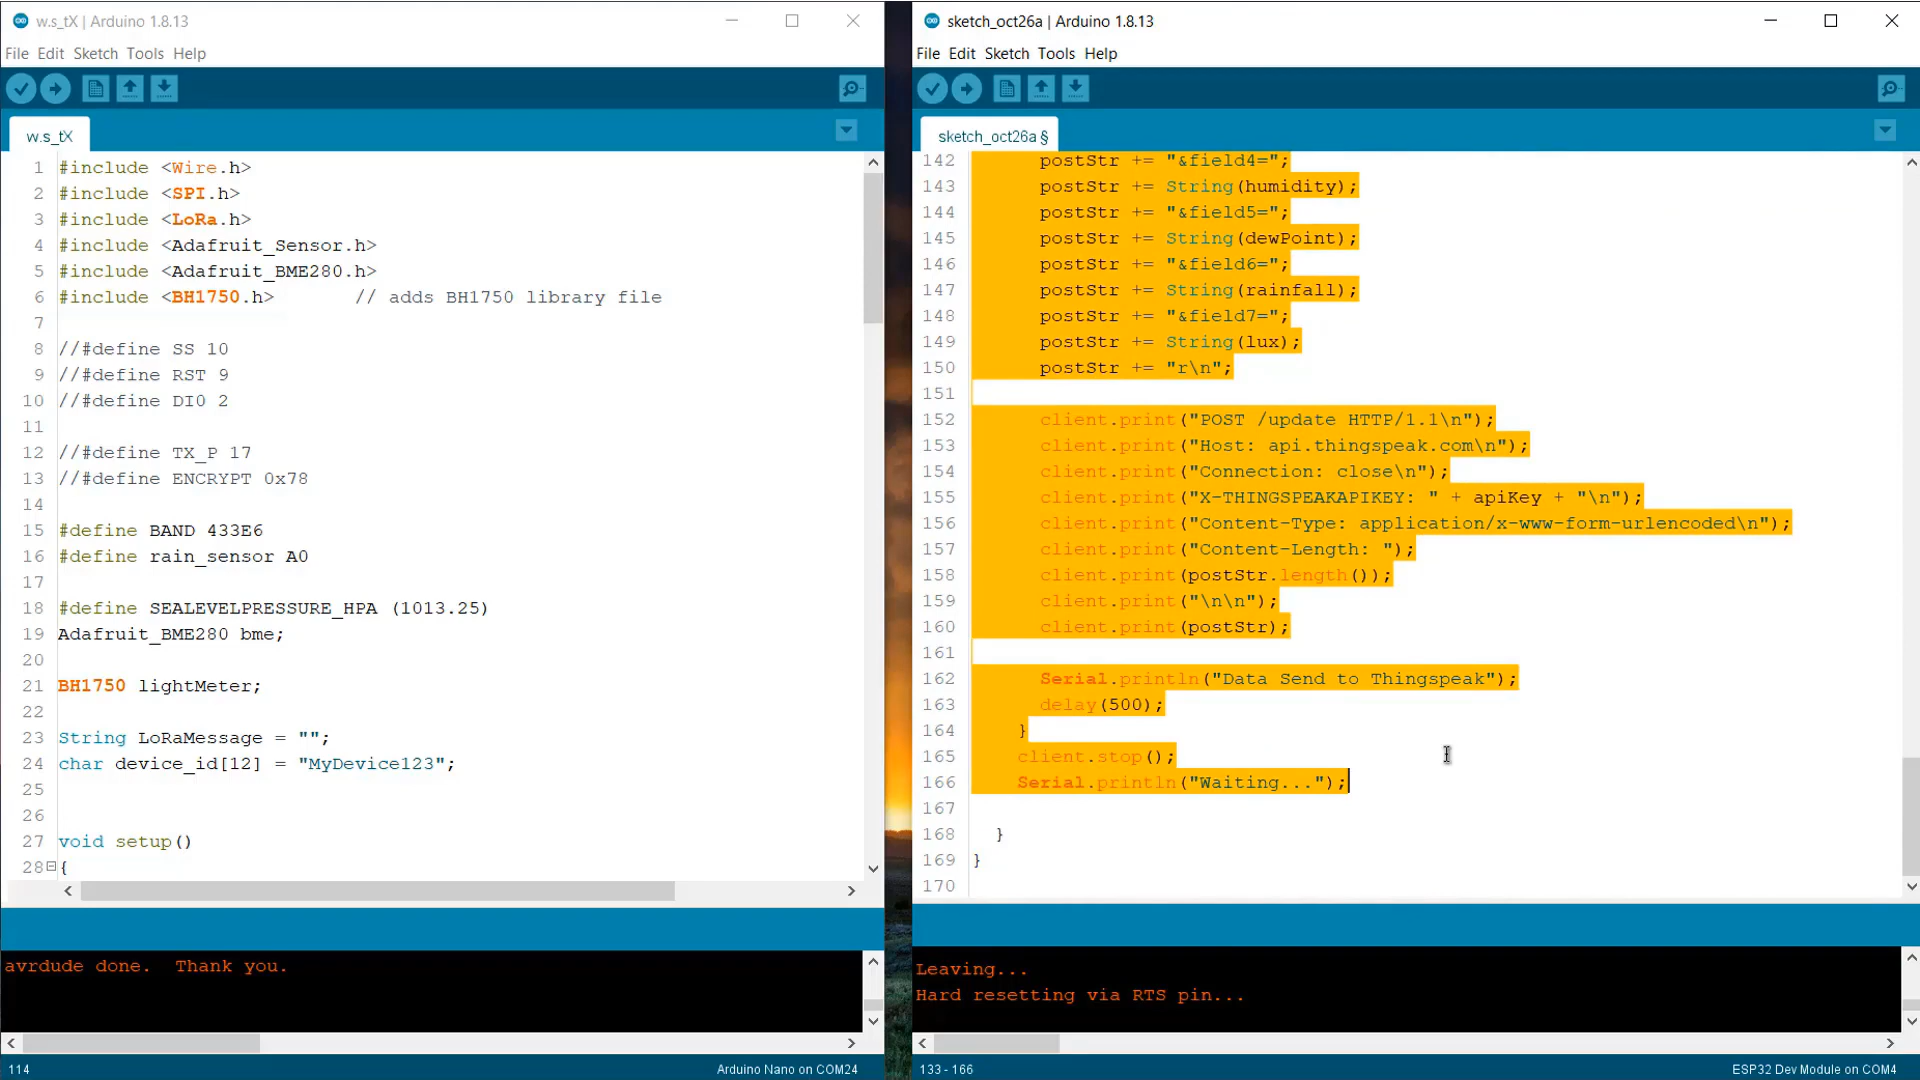 w.s_tX | Arduino 1.8.13
File Edit Sketch Tools Help
w.s_tX
1 #include <Wire.h>
2 #include <SPI.h>
3 #include <LoRa.h>
4 #include <Adafruit_Sensor.h>
5 #include <Adafruit_BME280.h>
6 #include <BH1750.h> // adds BH1750 library file
7
8 //#define SS 10
9 //#define RST 9
10 //#define DI0 2
11
12 //#define TX_P 17
13 //#define ENCRYPT 0x78
14
15 #define BAND 433E6
16 #define rain_sensor A0
17
18 #define SEALEVELPRESSURE_HPA (1013.25)
19 Adafruit_BME280 bme;
20
21 BH1750 lightMeter;
22
23 String LoRaMessage = "";
24 char device_id[12] = "MyDevice123";
25
26
27 void setup()
28 {
avrdude done.  Thank you.
114
Arduino Nano on COM24
sketch_oct26a | Arduino 1.8.13
File Edit Sketch Tools Help
sketch_oct26a §
142 postStr += "&field4=";
143 postStr += String(humidity);
144 postStr += "&field5=";
145 postStr += String(dewPoint);
146 postStr += "&field6=";
147 postStr += String(rainfall);
148 postStr += "&field7=";
149 postStr += String(lux);
150 postStr += "r\n";
151
152 client.print("POST /update HTTP/1.1\n");
153 client.print("Host: api.thingspeak.com\n");
154 client.print("Connection: close\n");
155 client.print("X-THINGSPEAKAPIKEY: " + apiKey + "\n");
156 client.print("Content-Type: application/x-www-form-urlencoded\n");
157 client.print("Content-Length: ");
158 client.print(postStr.length());
159 client.print("\n\n");
160 client.print(postStr);
161
162 Serial.println("Data Send to Thingspeak");
163 delay(500);
164 }
165 client.stop();
166 Serial.println("Waiting...");
167
168 }
169 }
170
Leaving...
Hard resetting via RTS pin...
133 - 166
ESP32 Dev Module on COM4